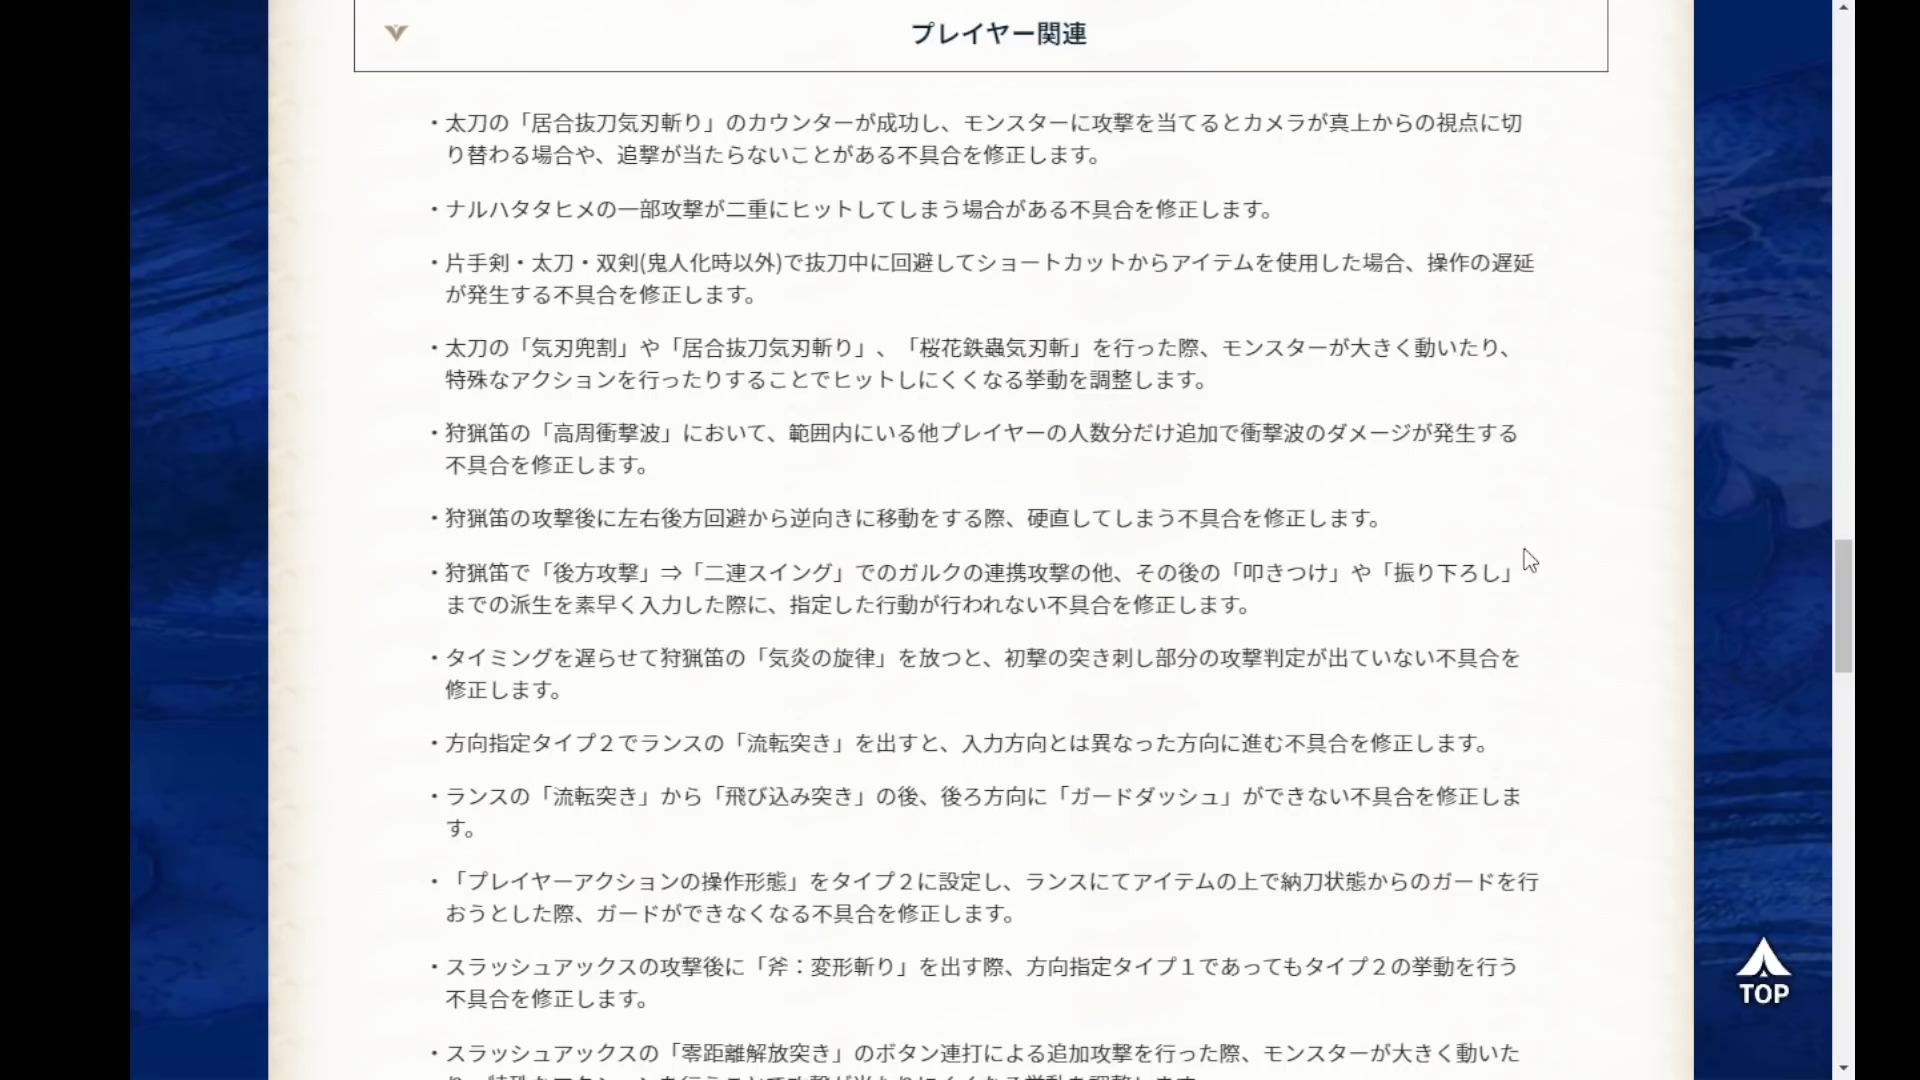 プレイヤー関連
・太刀の「居合抜刀気刃斬り」のカウンターが成功し、モンスターに攻撃を当てるとカメラが真上からの視点に切
り替わる場合や、追撃が当たらないことがある不具合を修正します。
・ナルハタタヒメの一部攻撃が二重にヒットしてしまう場合がある不具合を修正します。
・片手剣・太刀・双剣(鬼人化時以外)で抜刀中に回避してショートカットからアイテムを使用した場合、操作の遅延
が発生する不具合を修正します。
・太刀の「気刃兜割」や「居合抜刀気刃斬り」、「桜花鉄蟲気刃斬」を行った際、モンスターが大きく動いたり、
特殊なアクションを行ったりすることでヒットしにくくなる挙動を調整します。
・狩猟笛の「高周衝撃波」において、範囲内にいる他プレイヤーの人数分だけ追加で衝撃波のダメージが発生する
不具合を修正します。
・狩猟笛の攻撃後に左右後方回避から逆向きに移動をする際、硬直してしまう不具合を修正します。
・狩猟笛で「後方攻撃」⇒「二連スイング」でのガルクの連携攻撃の他、その後の「叩きつけ」や「振り下ろし」
までの派生を素早く入力した際に、指定した行動が行われない不具合を修正します。
・タイミングを遅らせて狩猟笛の「気炎の旋律」を放つと、初撃の突き刺し部分の攻撃判定が出ていない不具合を
修正します。
・方向指定タイプ２でランスの「流転突き」を出すと、入力方向とは異なった方向に進む不具合を修正します。
・ランスの「流転突き」から「飛び込み突き」の後、後ろ方向に「ガードダッシュ」ができない不具合を修正しま
す。
・「プレイヤーアクションの操作形態」をタイプ２に設定し、ランスにてアイテムの上で納刀状態からのガードを行
おうとした際、ガードができなくなる不具合を修正します。
・スラッシュアックスの攻撃後に「斧：変形斬り」を出す際、方向指定タイプ１であってもタイプ２の挙動を行う
不具合を修正します。
TOP
・スラッシュアックスの「零距離解放突き」のボタン連打による追加攻撃を行った際、モンスターが大きく動いた